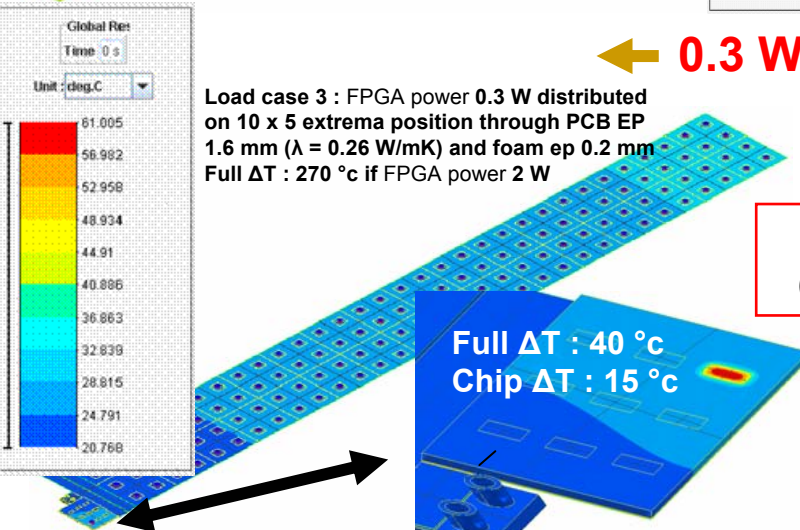 Global Res
Time 0 s
Unit : deg.C
61.005
56.982
52.958
48.934
44.91
40.886
36.863
32.839
28.815
24.791
20.768
0.3 W
Load case 3 : FPGA power 0.3 W distributed
on 10 x 5 extrema position through PCB EP
1.6 mm (λ = 0.26 W/mK) and foam ep 0.2 mm
Full ΔT : 270 °c if FPGA power 2 W
Full ΔT : 40 °c
Chip ΔT : 15 °c